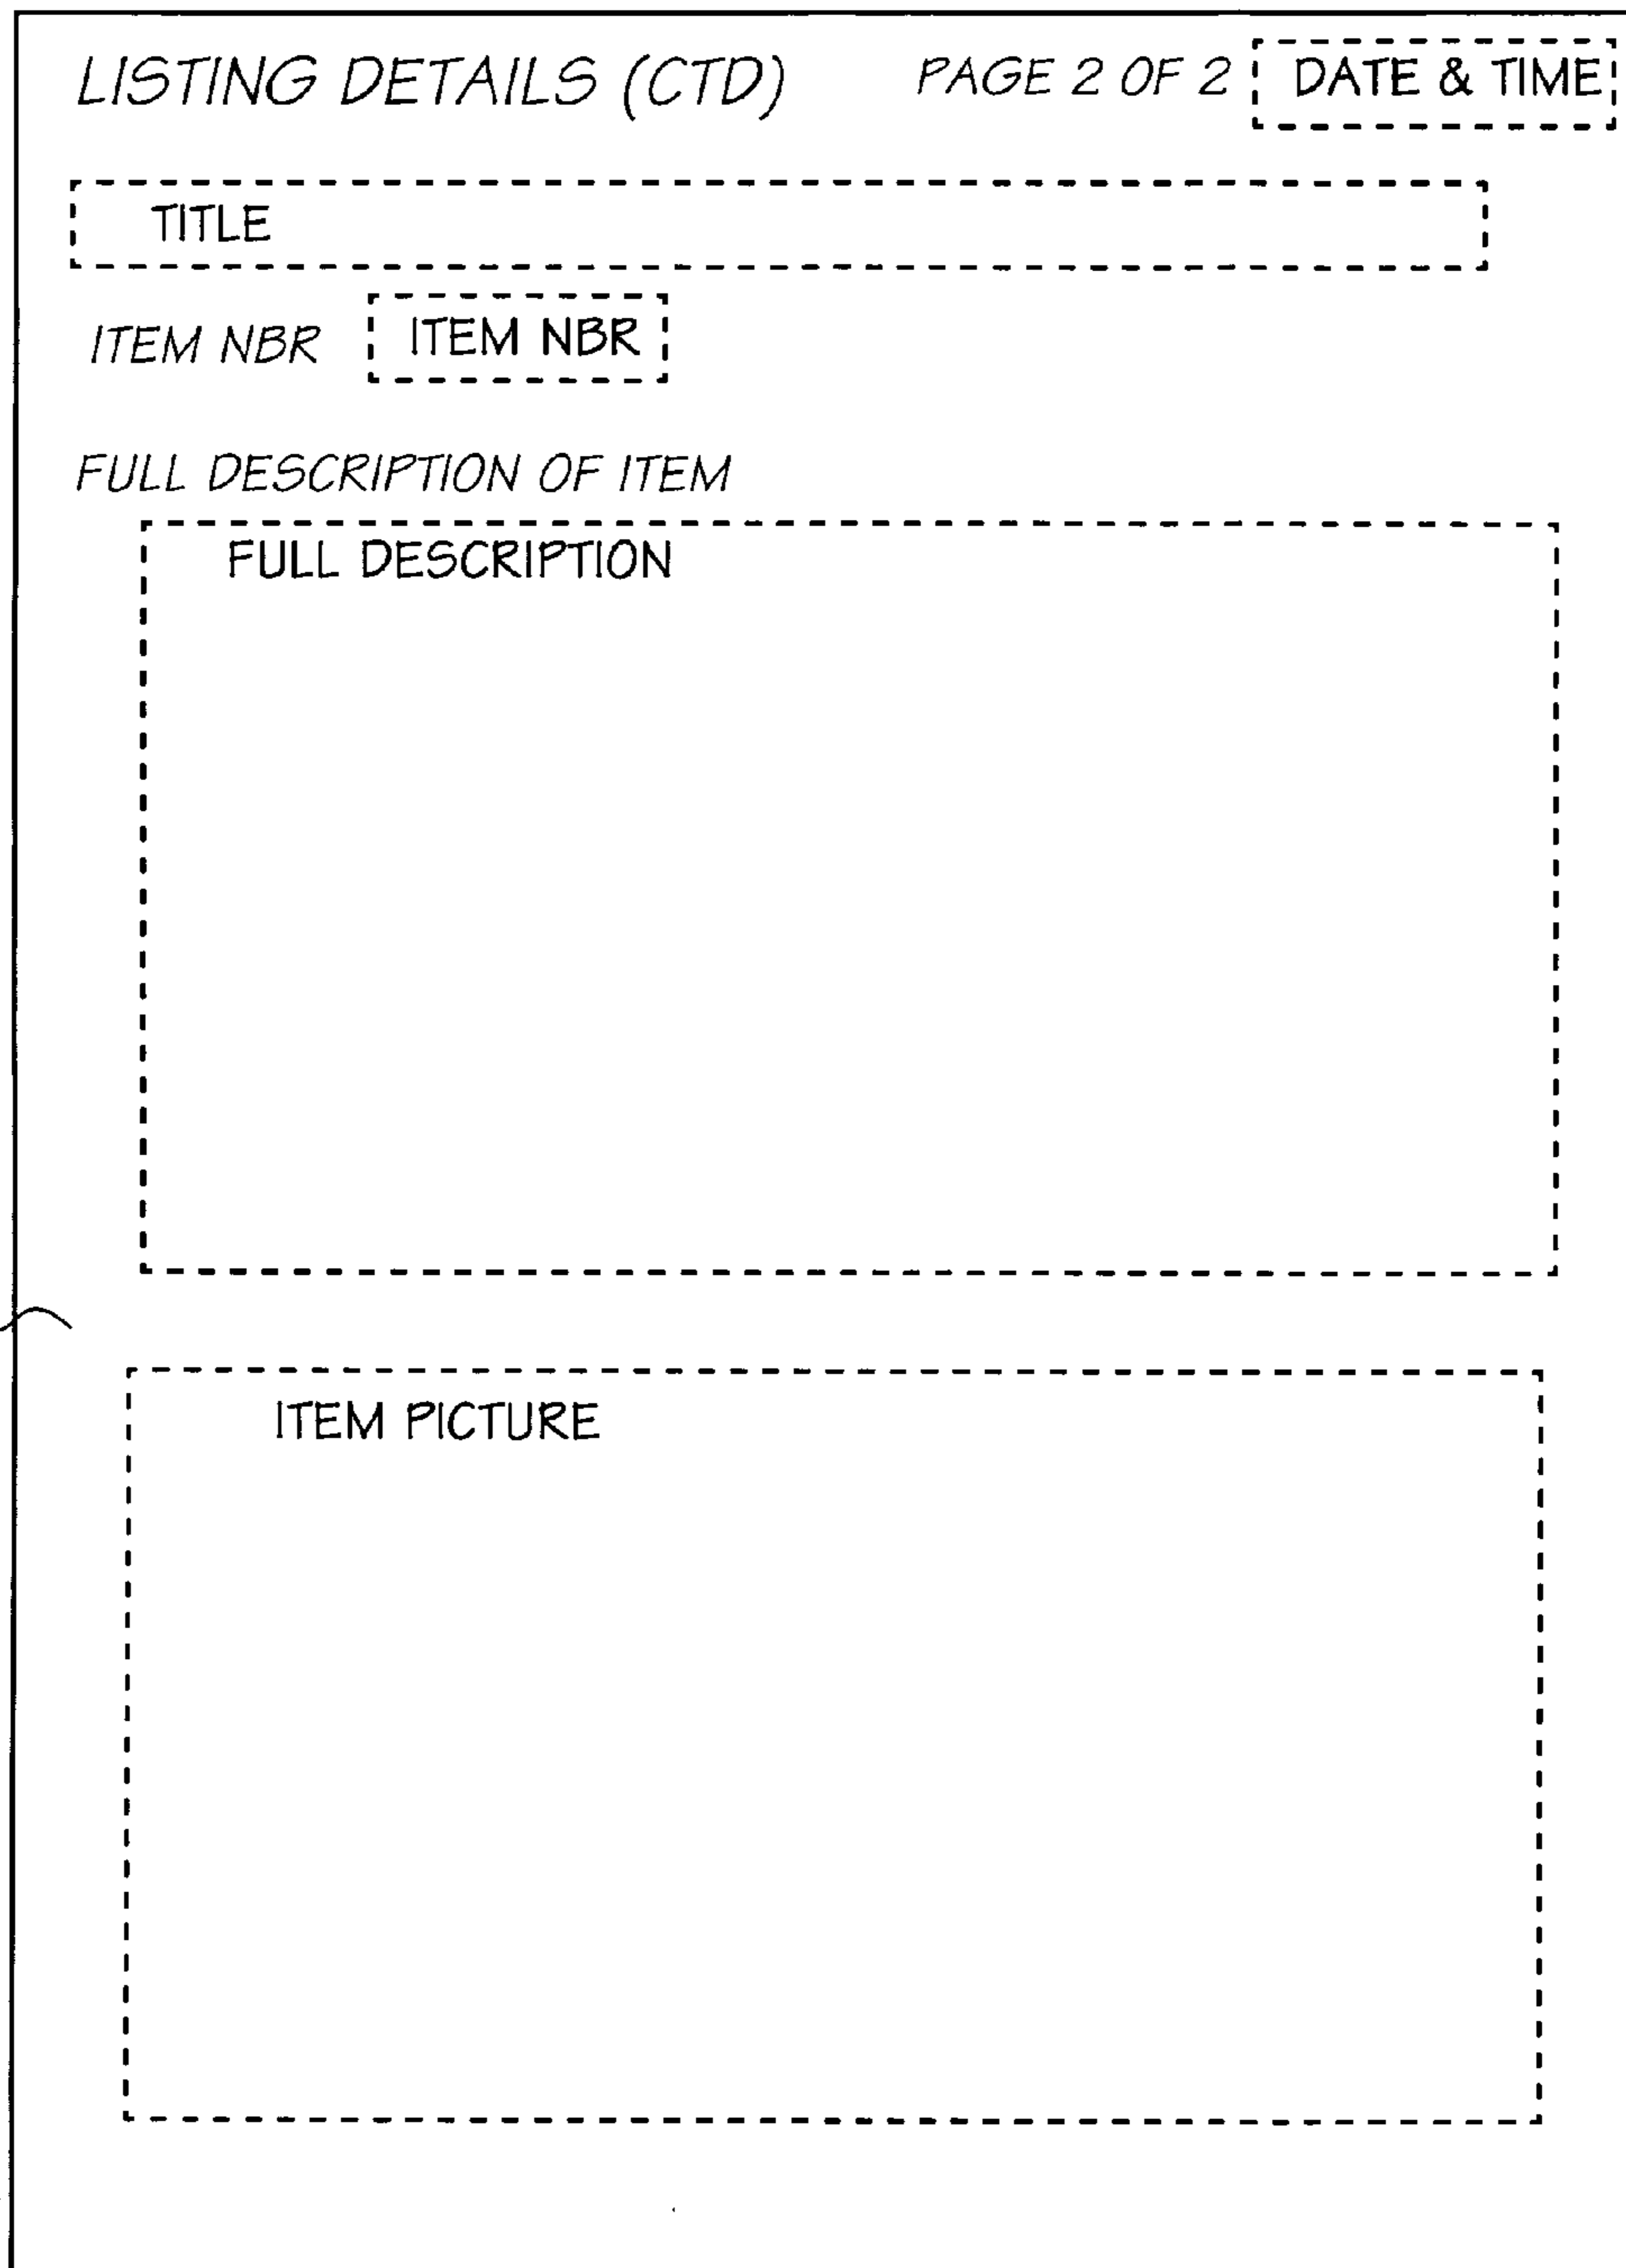 LISTING DETAILS (CTD) PAGE 2 OF 2 DATE & TIME
TITLE
ITEM NBR ITEM NBR
FULL DESCRIPTION OF ITEM
FULL DESCRIPTION
ITEM PICTURE